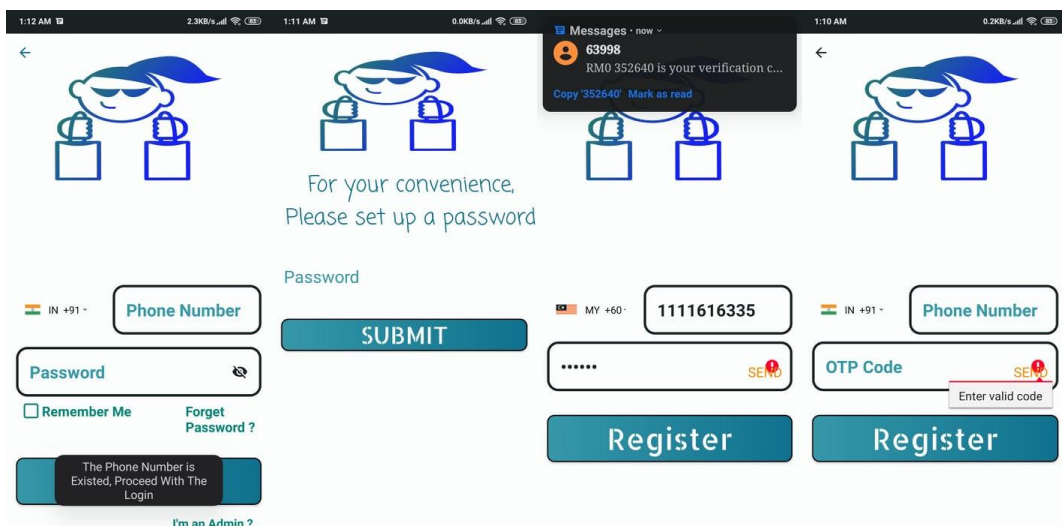 1:12 AM
2.3KB/s
83
IN +91
Phone Number
Password
Remember Me
Forget
Password ?
The Phone Number is
Existed, Proceed With The
Login
I'm an Admin ?
1:11 AM
0.0KB/s
83
For your convenience,
Please set up a password
Password
SUBMIT
Messages • now
63998
RM0 352640 is your verification c...
Copy '352640' Mark as read
MY +60
1111616335
••••••
SEND
Register
1:10 AM
0.2KB/s
83
IN +91
Phone Number
OTP Code
SEND
Enter valid code
Register